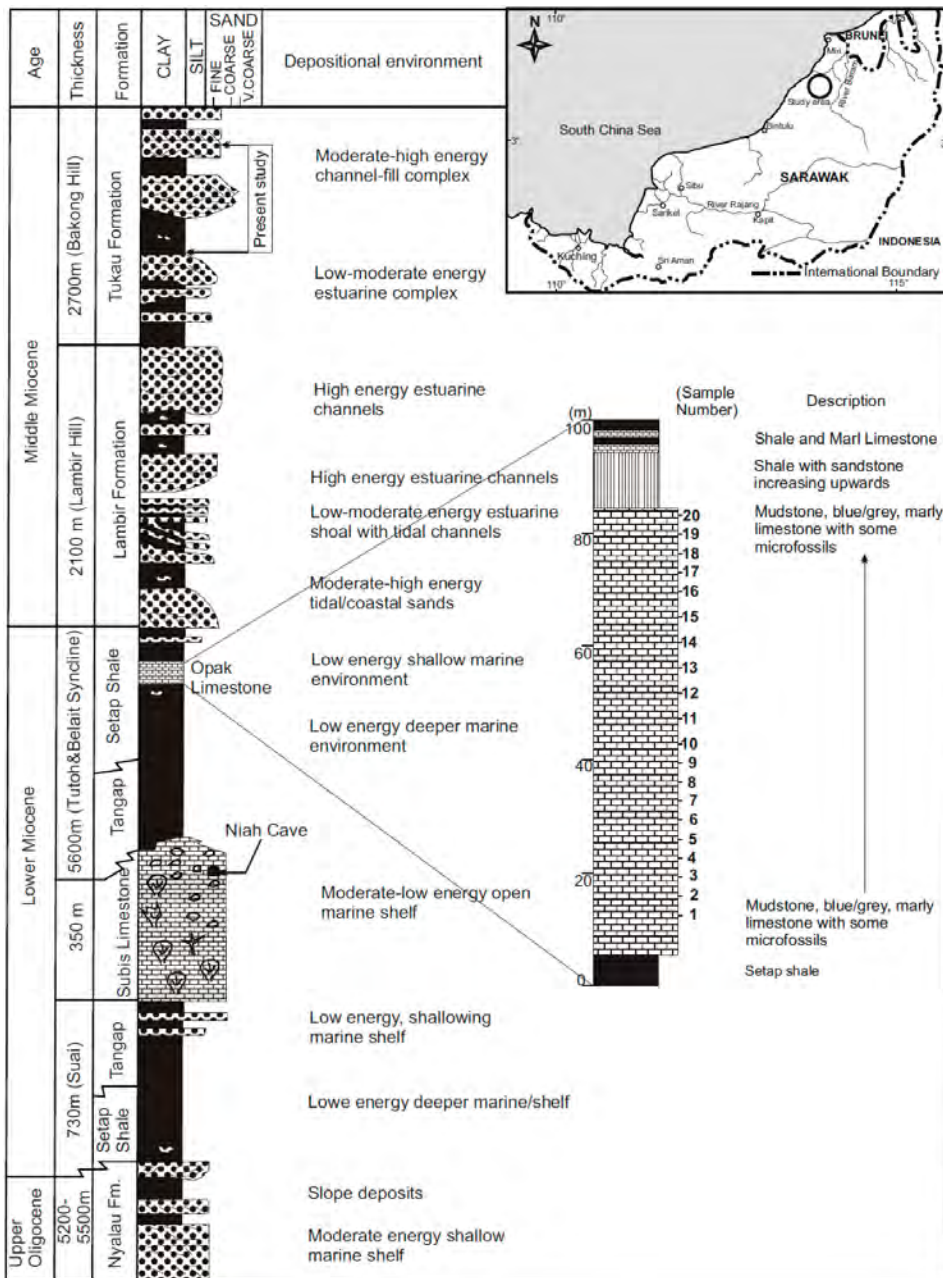 Age
Thickness
Formation
CLAY
SILT
SAND
FINE
COARSE
V.COARSE
Depositional environment
Middle Miocene
Lower Miocene
Upper
Oligocene
2700m (Bakong Hill)
2100 m (Lambir Hill)
5600m (Tutoh&Belait Syncline)
350 m
730m (Suai)
5200-
5500m
Tukau Formation
Lambir Formation
Setap Shale
Tangap
Subis Limestone
Tangap
Setap
Shale
Nyalau Fm.
Present study
Opak
Limestone
Niah Cave
Moderate-high energy
channel-fill complex
Low-moderate energy
estuarine complex
High energy estuarine
channels
High energy estuarine channels
Low-moderate energy estuarine
shoal with tidal channels
Moderate-high energy
tidal/coastal sands
Low energy shallow marine
environment
Low energy deeper marine
environment
Moderate-low energy open
marine shelf
Low energy, shallowing
marine shelf
Lowe energy deeper marine/shelf
Slope deposits
Moderate energy shallow
marine shelf
N
110°
BRUNEI
Miri
River Baram
Study area
South China Sea
Bintulu
3°
SARAWAK
Sibu
River Rajang
Sarikei
Kapit
INDONESIA
Kuching
Sri Aman
International Boundary
110°
115°
(m)
(Sample
Number)
Description
100
80
60
40
20
0
20
19
18
17
16
15
14
13
12
11
10
9
8
7
6
5
4
3
2
1
Shale and Marl Limestone
Shale with sandstone
increasing upwards
Mudstone, blue/grey, marly
limestone with some
microfossils
Mudstone, blue/grey, marly
limestone with some
microfossils
Setap shale